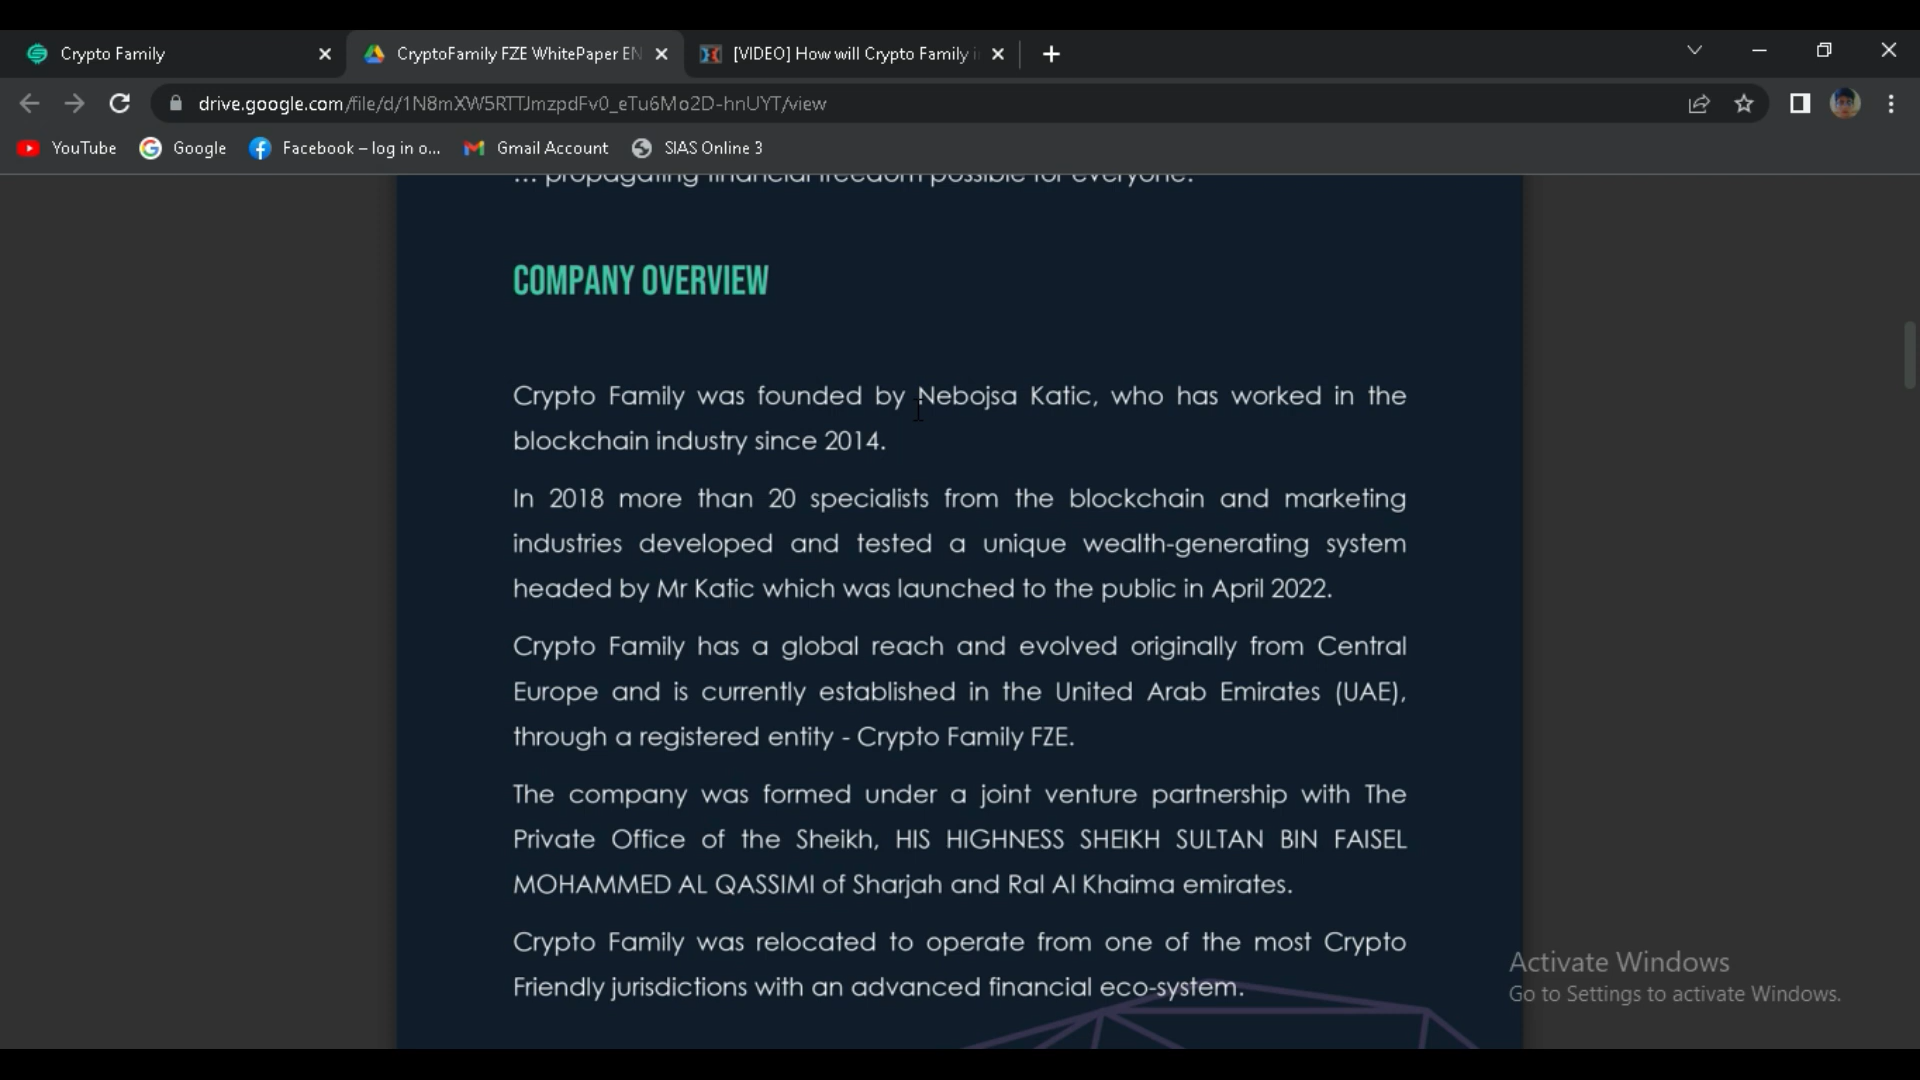 Crypto Family
CryptoFamily FZE WhitePaper EN
[VIDEO] How will Crypto Family i
drive.google.com/file/d/1N8mXW5RTTJmzpdFv0_eTu6Mo2D-hnUYT/view
YouTube
Google
Facebook – log in o...
Gmail Account
SIAS Online 3
... propagating financial freedom possible for everyone.
COMPANY OVERVIEW
Crypto Family was founded by Nebojsa Katic, who has worked in the
blockchain industry since 2014.
In 2018 more than 20 specialists from the blockchain and marketing
industries developed and tested a unique wealth-generating system
headed by Mr Katic which was launched to the public in April 2022.
Crypto Family has a global reach and evolved originally from Central
Europe and is currently established in the United Arab Emirates (UAE),
through a registered entity - Crypto Family FZE.
The company was formed under a joint venture partnership with The
Private Office of the Sheikh, HIS HIGHNESS SHEIKH SULTAN BIN FAISEL
MOHAMMED AL QASSIMI of Sharjah and Ral Al Khaima emirates.
Crypto Family was relocated to operate from one of the most Crypto
Friendly jurisdictions with an advanced financial eco-system.
Activate Windows
Go to Settings to activate Windows.